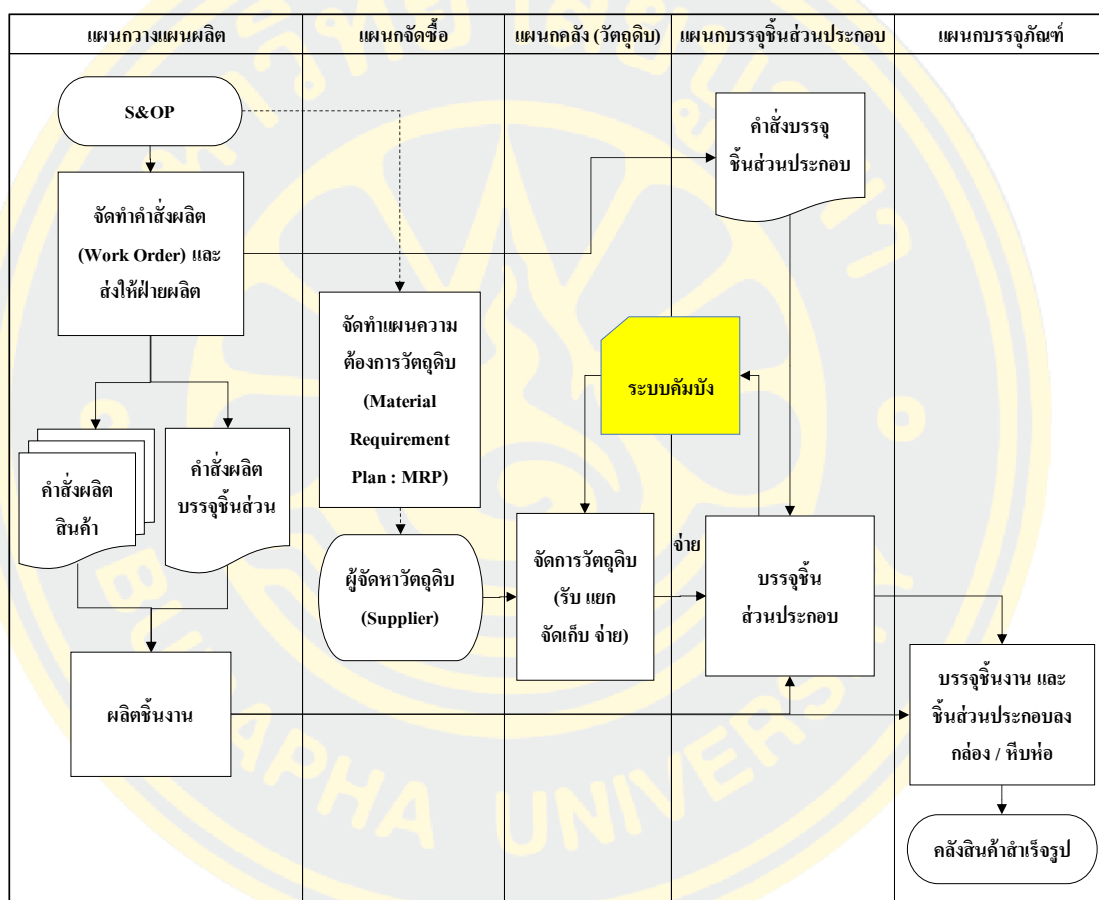 แผนกวางแผนผลิต
แผนกจัดซื้อ
แผนกคลัง (วัตถุดิบ)
แผนกบรรจุชิ้นส่วนประกอบ
แผนกบรรจุภัณฑ์
S&OP
จัดทำคำสั่งผลิต
(Work Order) และ
ส่งให้ฝ่ายผลิต
คำสั่งผลิต
สินค้า
คำสั่งผลิต
บรรจุชิ้นส่วน
ผลิตชิ้นงาน
จัดทำแผนความ
ต้องการวัตถุดิบ
(Material
Requirement
Plan : MRP)
ผู้จัดหาวัตถุดิบ
(Supplier)
ระบบคัมบัง
จัดการวัตถุดิบ
(รับ แยก
จัดเก็บ จ่าย)
จ่าย
คำสั่งบรรจุ
ชิ้นส่วนประกอบ
บรรจุชิ้น
ส่วนประกอบ
บรรจุชิ้นงาน และ
ชิ้นส่วนประกอบลง
กล่อง / หีบห่อ
คลังสินค้าสำเร็จรูป
BURAPHA UNIVERSITY